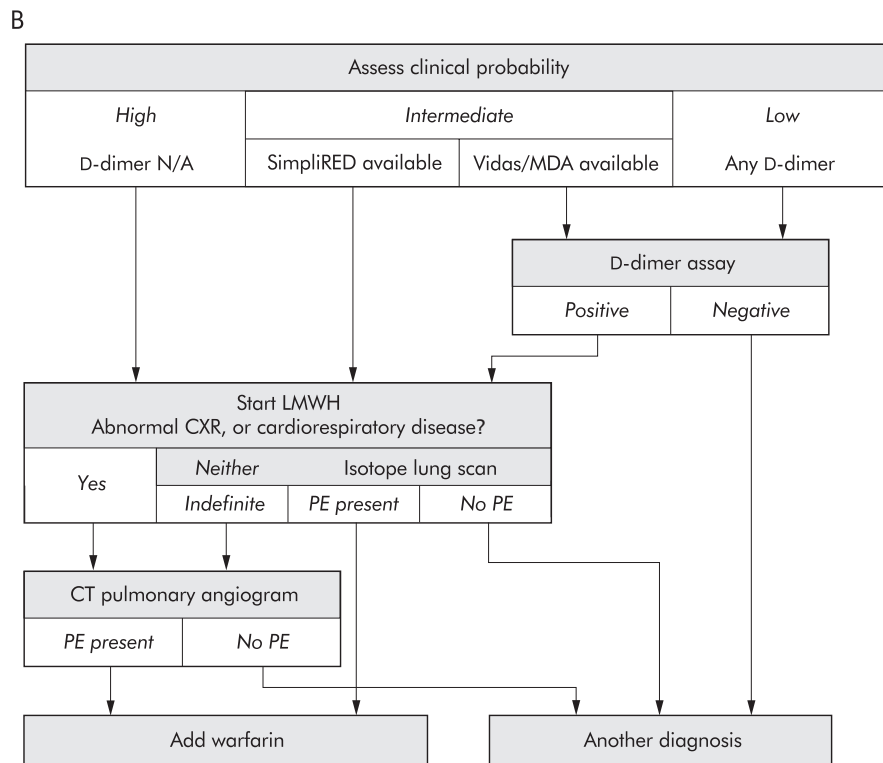 B
Assess clinical probability
High
Intermediate
Low
D-dimer N/A
SimpliRED available
Vidas/MDA available
Any D-dimer
D-dimer assay
Positive
Negative
Start LMWH
Abnormal CXR, or cardiorespiratory disease?
Yes
Neither
Isotope lung scan
Indefinite
PE present
No PE
CT pulmonary angiogram
PE present
No PE
Add warfarin
Another diagnosis